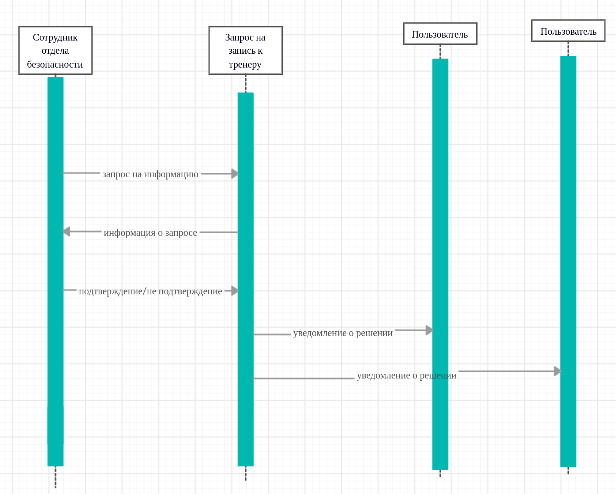 Сотрудник
отдела
безопасности
Запрос на
запись к
тренеру
Пользователь
Пользователь
запрос на информацию
информация о запросе
подтверждение/не подтверждение
уведомление о решении
уведомление о решении